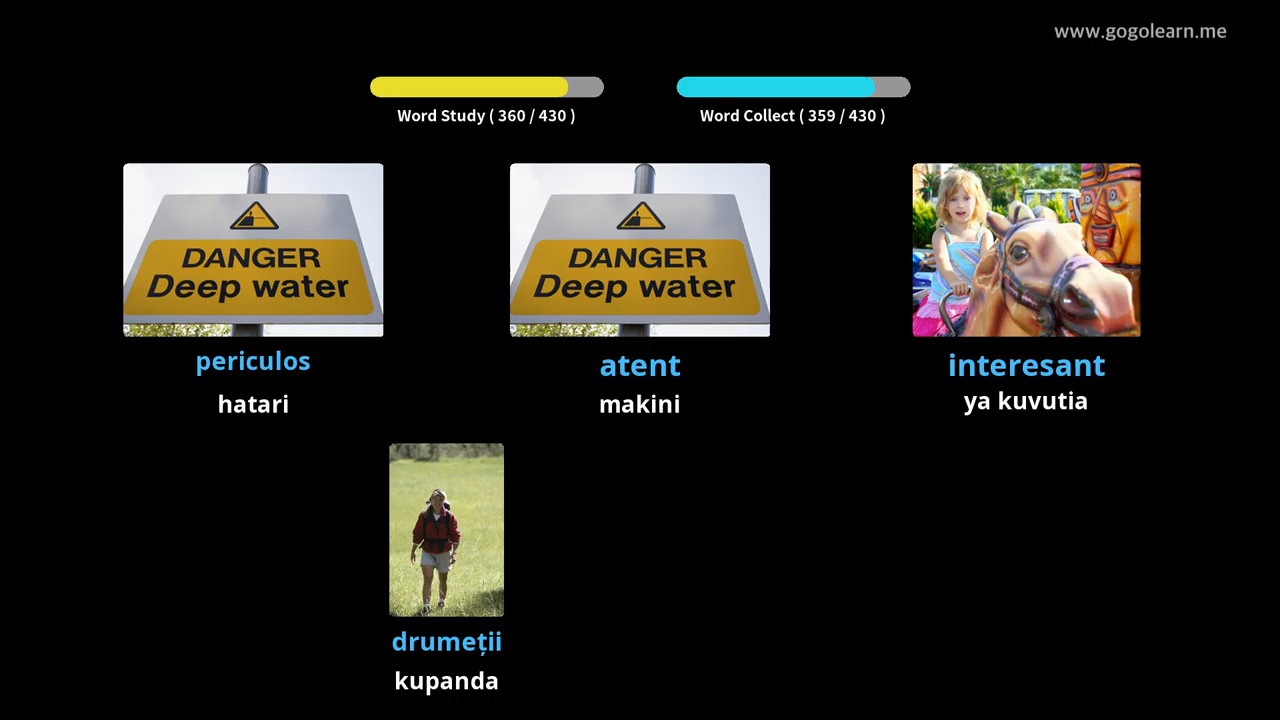 www.gogolearn.me
Word Study ( 360 / 430 )
Word Collect ( 359 / 430 )
DANGER
Deep water
DANGER
Deep water
periculos
atent
interesant
hatari
makini
ya kuvutia
drumeții
kupanda